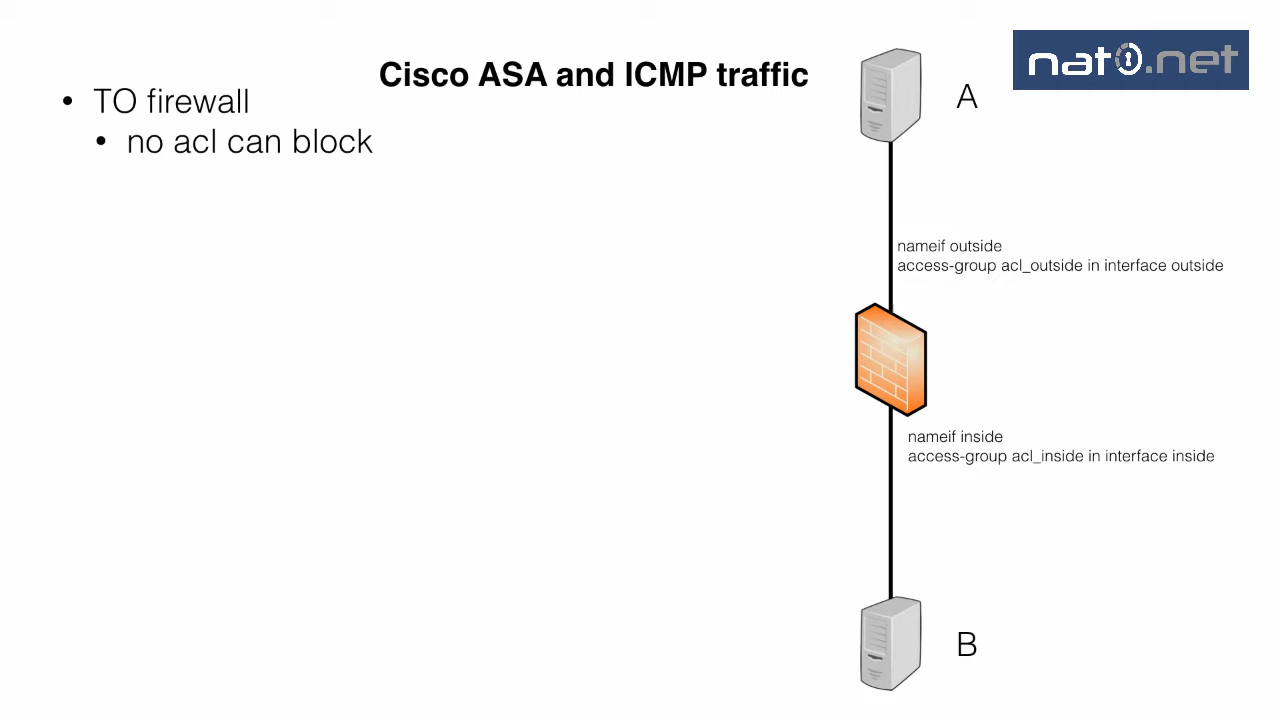 Cisco ASA and ICMP traffic
nat0.net
• TO firewall
• no acl can block
A
nameif outside
access-group acl_outside in interface outside
nameif inside
access-group acl_inside in interface inside
B